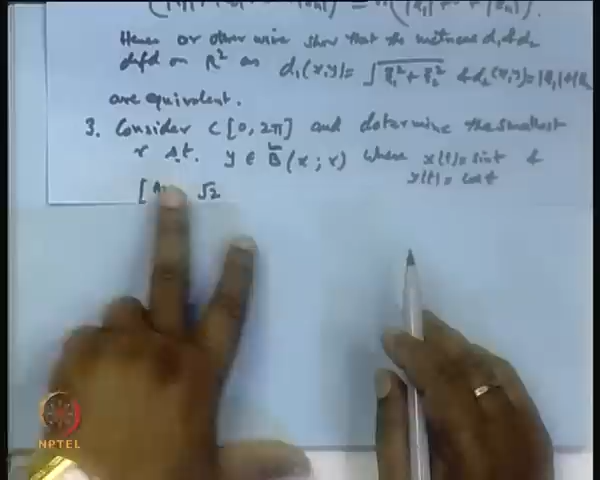 Hence or otherwise show that the metrices d1 & d2
defd on R² as d1(x,y) = √(ξ1² + ξ2²) & d2(x,y) = |ξ1| + |ξ2
are equivalent.
3. Consider C[0, 2π] and determine the smallest
r s.t. y ∈ B̃(x; r) where x(t) = sin t &
y(t) = cos t
[ √2
NPTEL